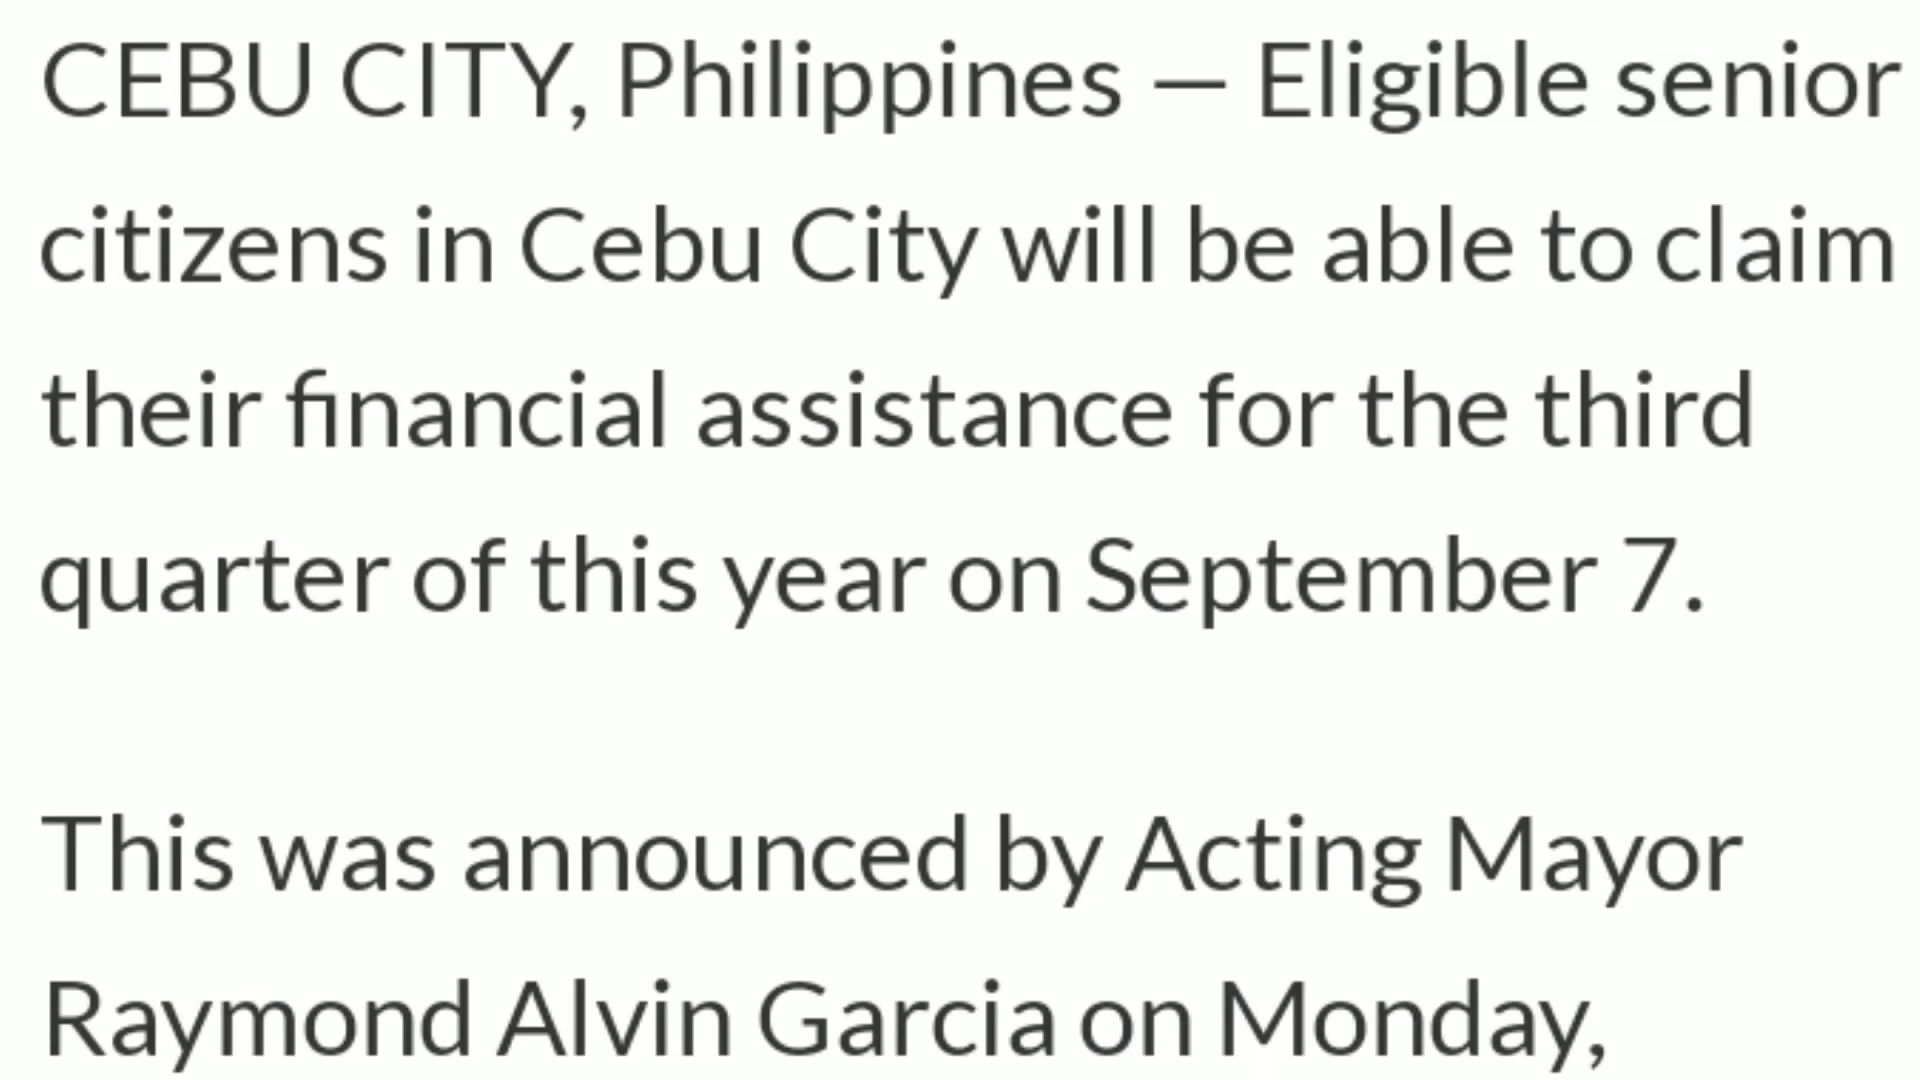 CEBU CITY, Philippines — Eligible senior
citizens in Cebu City will be able to claim
their financial assistance for the third
quarter of this year on September 7.
This was announced by Acting Mayor
Raymond Alvin Garcia on Monday,